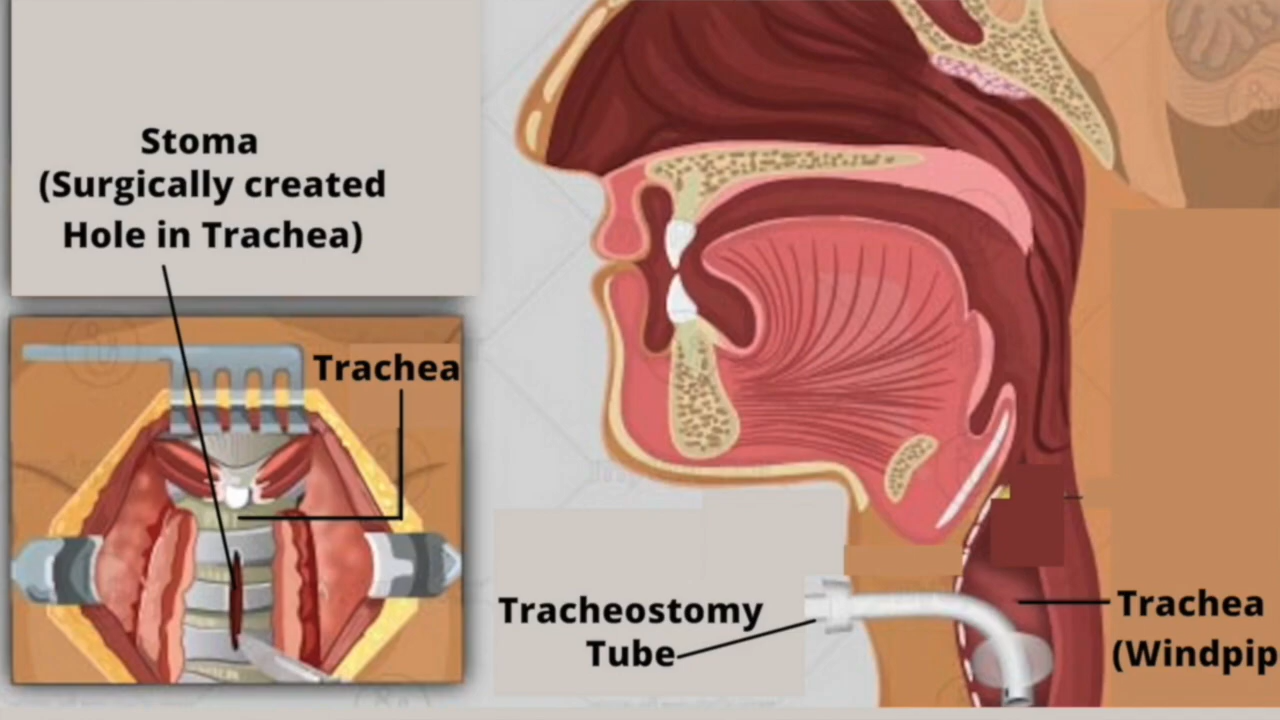 Stoma
(Surgically created
Hole in Trachea)
Trachea
Tracheostomy
Tube
Trachea
(Windpip